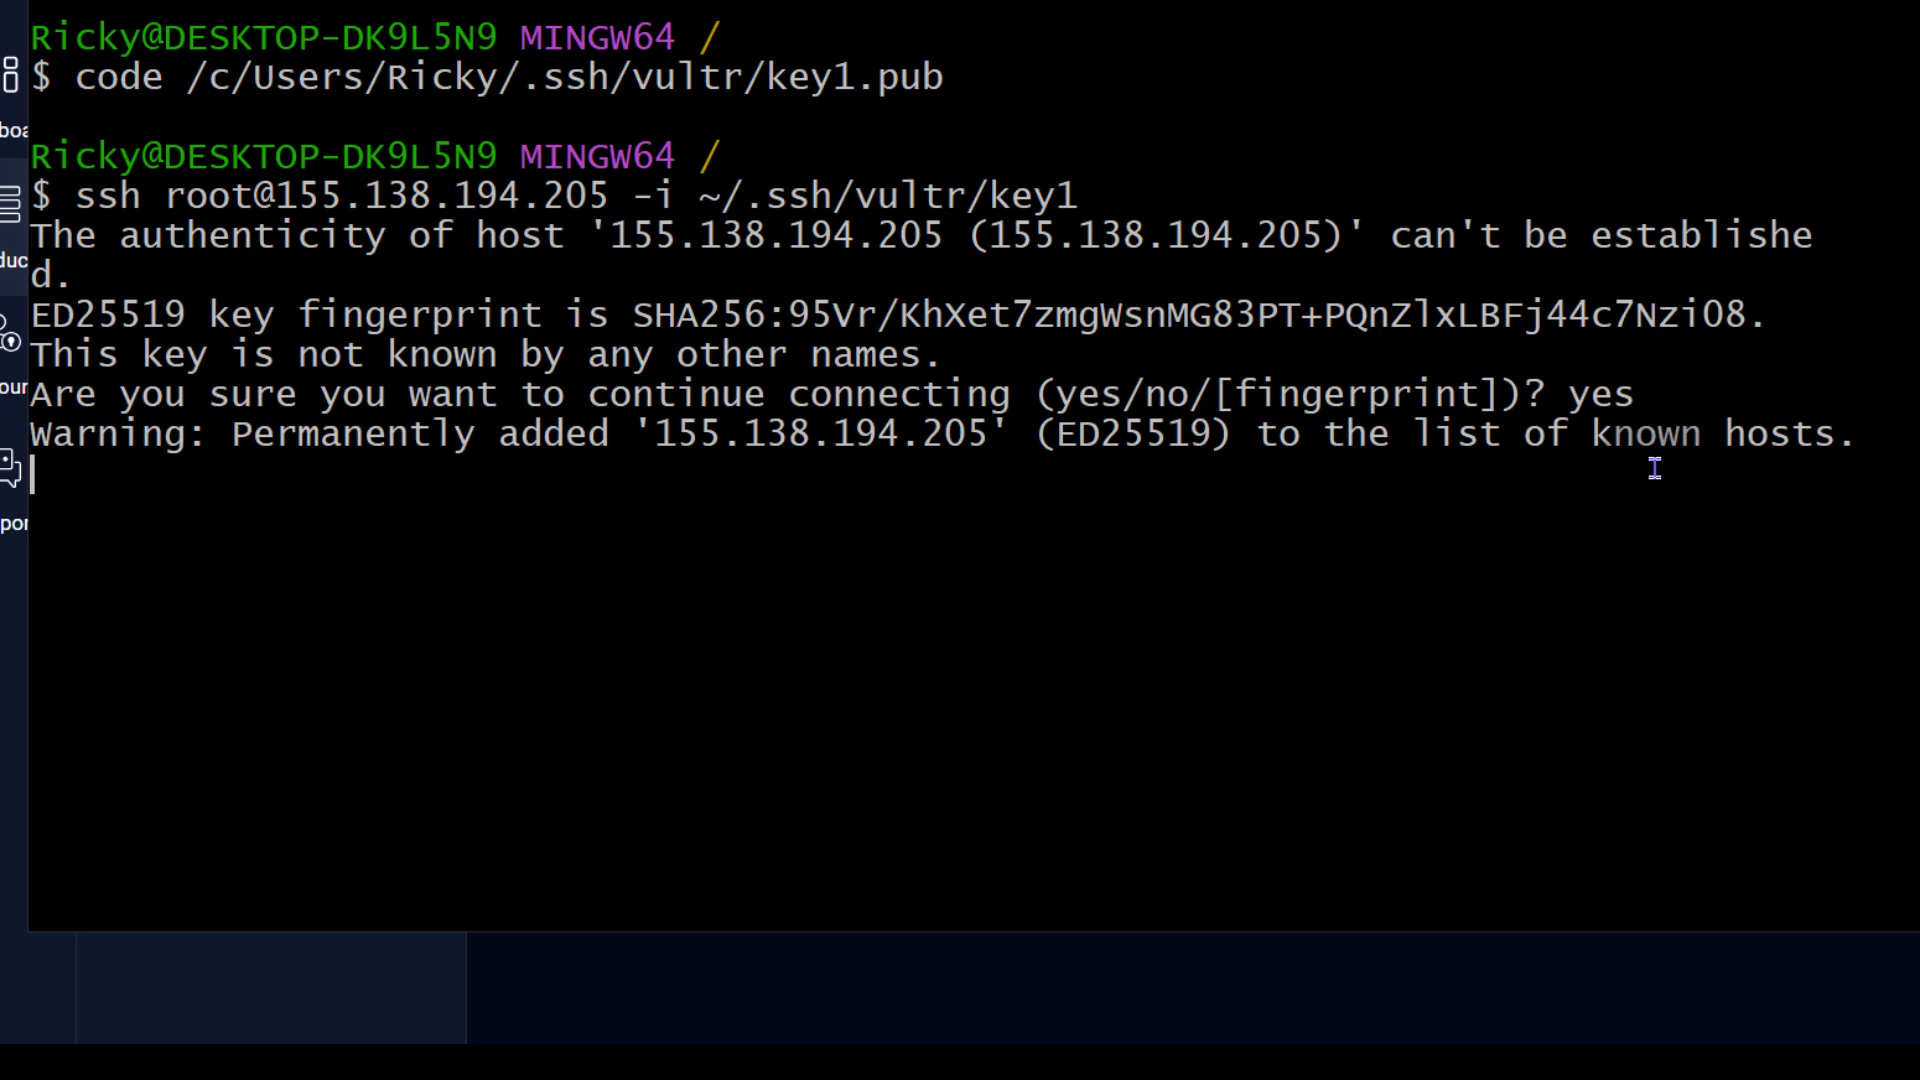 Ricky@DESKTOP-DK9L5N9 MINGW64 /
$ code /c/Users/Ricky/.ssh/vultr/key1.pub
Ricky@DESKTOP-DK9L5N9 MINGW64 /
$ ssh root@155.138.194.205 -i ~/.ssh/vultr/key1
The authenticity of host '155.138.194.205 (155.138.194.205)' can't be establishe
d.
ED25519 key fingerprint is SHA256:95Vr/KhXet7zmgWsnMG83PT+PQnZlxLBFj44c7NziO8.
This key is not known by any other names.
Are you sure you want to continue connecting (yes/no/[fingerprint])? yes
Warning: Permanently added '155.138.194.205' (ED25519) to the list of known hosts.